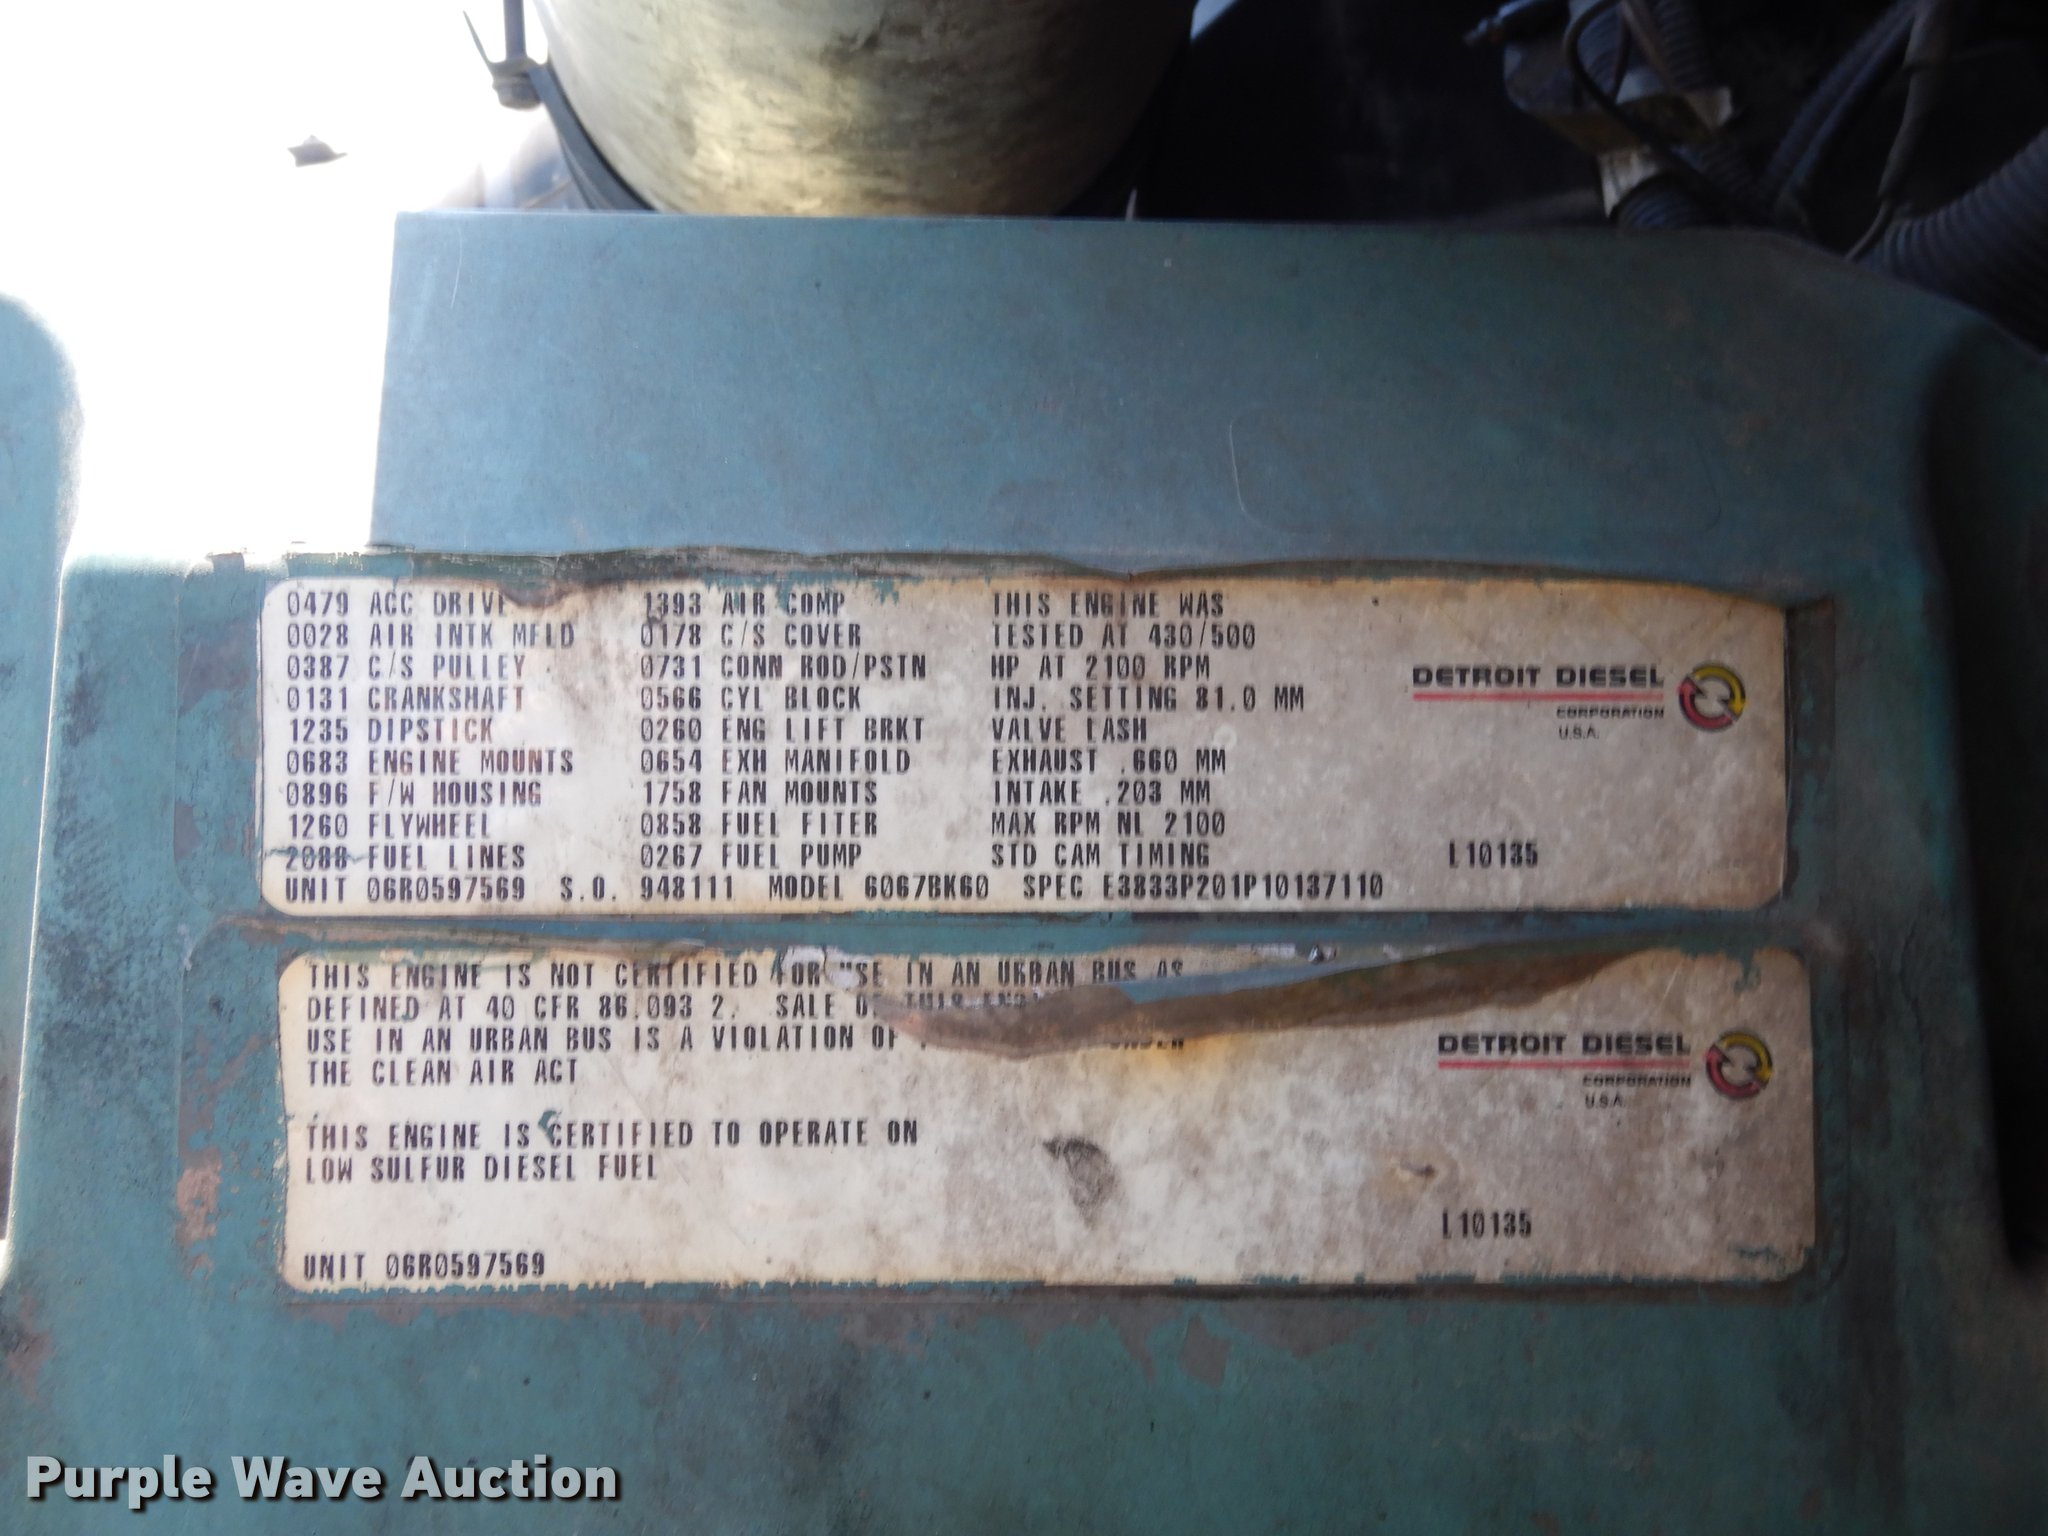 0479 ACC DRIVE 1393 AIR COMP THIS ENGINE WAS
0028 AIR INTK MFLD 0178 C/S COVER TESTED AT 430/500
0387 C/S PULLEY 0731 CONN ROD/PSTN HP AT 2100 RPM
0131 CRANKSHAFT 0566 CYL BLOCK INJ. SETTING 81.0 MM
1235 DIPSTICK 0260 ENG LIFT BRKT VALVE LASH
0683 ENGINE MOUNTS 0654 EXH MANIFOLD EXHAUST .660 MM
0896 F/W HOUSING 1758 FAN MOUNTS INTAKE .203 MM
1260 FLYWHEEL 0858 FUEL FITER MAX RPM NL 2100
2088 FUEL LINES 0267 FUEL PUMP STD CAM TIMING L10135
UNIT 06R0597569 S.O. 948111 MODEL 6067BK60 SPEC E3833P201P10137110
DETROIT DIESEL
CORPORATION
U.S.A.
THIS ENGINE IS NOT CERTIFIED FOR USE IN AN URBAN BUS AS
DEFINED AT 40 CFR 86.093 2. SALE OF THIS
USE IN AN URBAN BUS IS A VIOLATION OF UNDER
THE CLEAN AIR ACT
THIS ENGINE IS CERTIFIED TO OPERATE ON
LOW SULFUR DIESEL FUEL
UNIT 06R0597569
DETROIT DIESEL
CORPORATION
U.S.A.
L10135
Purple Wave Auction